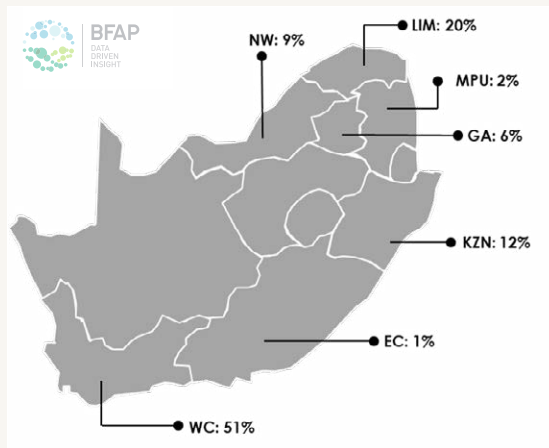 BFAP
DATA
DRIVEN
INSIGHT
LIM: 20%
NW: 9%
MPU: 2%
GA: 6%
KZN: 12%
EC: 1%
WC: 51%